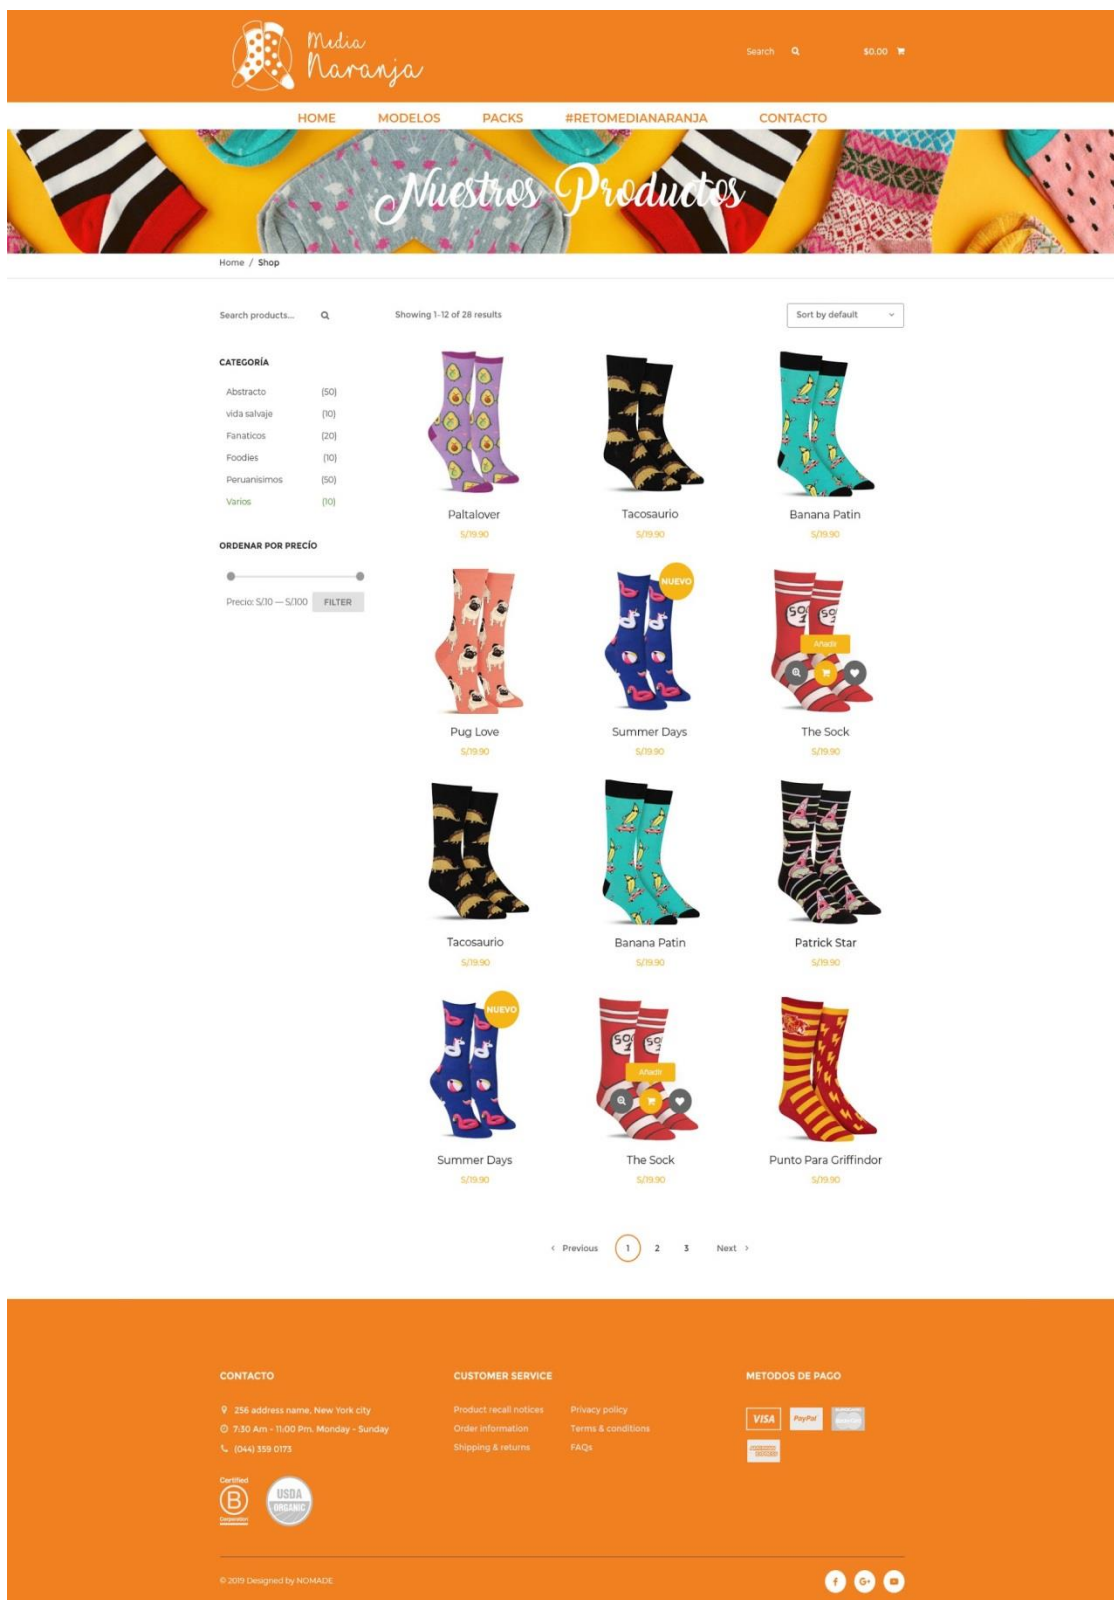 Media
Naranja
Search
$0.00
HOME MODELOS PACKS #RETOMEDIANARANJA CONTACTO
Nuestros Productos
Home / Shop
Search products...
Showing 1-12 of 28 results
Sort by default
CATEGORÍA
Abstracto (50)
vida salvaje (10)
Fanaticos (20)
Foodies (10)
Peruanisimos (50)
Varios (10)
ORDENAR POR PRECÍO
Precio: S/.10 — S/.100 FILTER
Paltalover Tacosaurio Banana Patin
S/19.90 S/19.90 S/19.90
NUEVO
Añadir
Pug Love Summer Days The Sock
S/19.90 S/19.90 S/19.90
Tacosaurio Banana Patin Patrick Star
S/19.90 S/19.90 S/19.90
NUEVO
Añadir
Summer Days The Sock Punto Para Griffindor
S/19.90 S/19.90 S/19.90
< Previous 1 2 3 Next >
CONTACTO
256 address name, New York city
7:30 Am - 11:00 Pm, Monday - Sunday
(044) 359 0173
Certified
B
Corporation
USDA
ORGANIC
CUSTOMER SERVICE
Product recall notices Privacy policy
Order information Terms & conditions
Shipping & returns FAQs
METODOS DE PAGO
VISA PayPal
© 2019 Designed by NOMADE
f G+